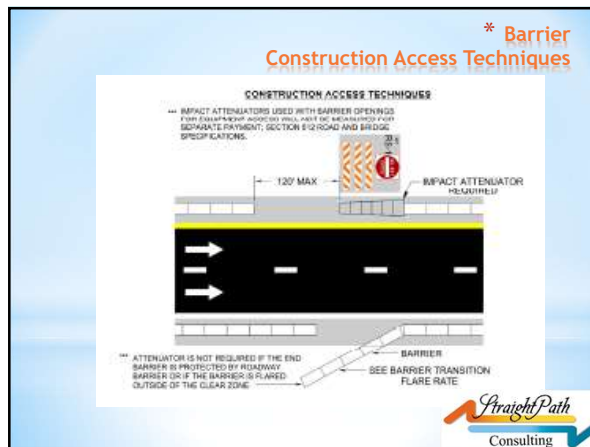 * Barrier
Construction Access Techniques
CONSTRUCTION ACCESS TECHNIQUES
*** IMPACT ATTENUATORS USED WITH BARRIER OPENINGS
FOR EQUIPMENT ACCESS WILL NOT BE MEASURED FOR
SEPARATE PAYMENT; SECTION 512 ROAD AND BRIDGE
SPECIFICATIONS.
120' MAX
IMPACT ATTENUATOR
REQUIRED
*** ATTENUATOR IS NOT REQUIRED IF THE END
BARRIER IS PROTECTED BY ROADWAY
BARRIER OR IF THE BARRIER IS FLARED
OUTSIDE OF THE CLEAR ZONE
BARRIER
SEE BARRIER TRANSITION
FLARE RATE
StraightPath
Consulting